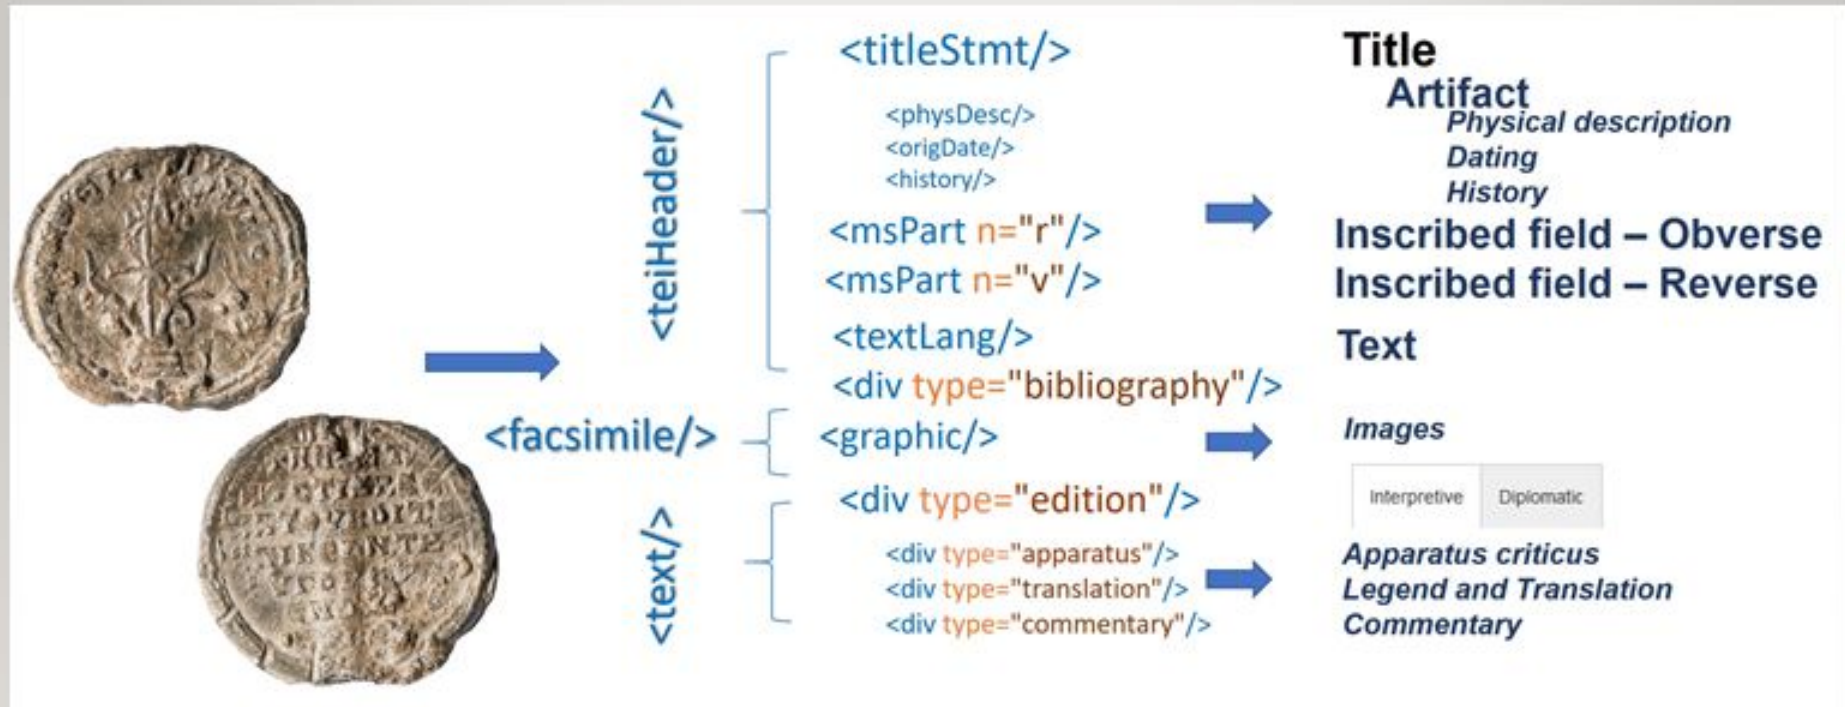 <teiHeader/>
<titleStmt/>
<physDesc/>
<origDate/>
<history/>
<msPart n="r"/>
<msPart n="v"/>
<textLang/>
<div type="bibliography"/>
<facsimile/>
<graphic/>
<text/>
<div type="edition"/>
<div type="apparatus"/>
<div type="translation"/>
<div type="commentary"/>
Title
Artifact
Physical description
Dating
History
Inscribed field – Obverse
Inscribed field – Reverse
Text
Images
Interpretive Diplomatic
Apparatus criticus
Legend and Translation
Commentary